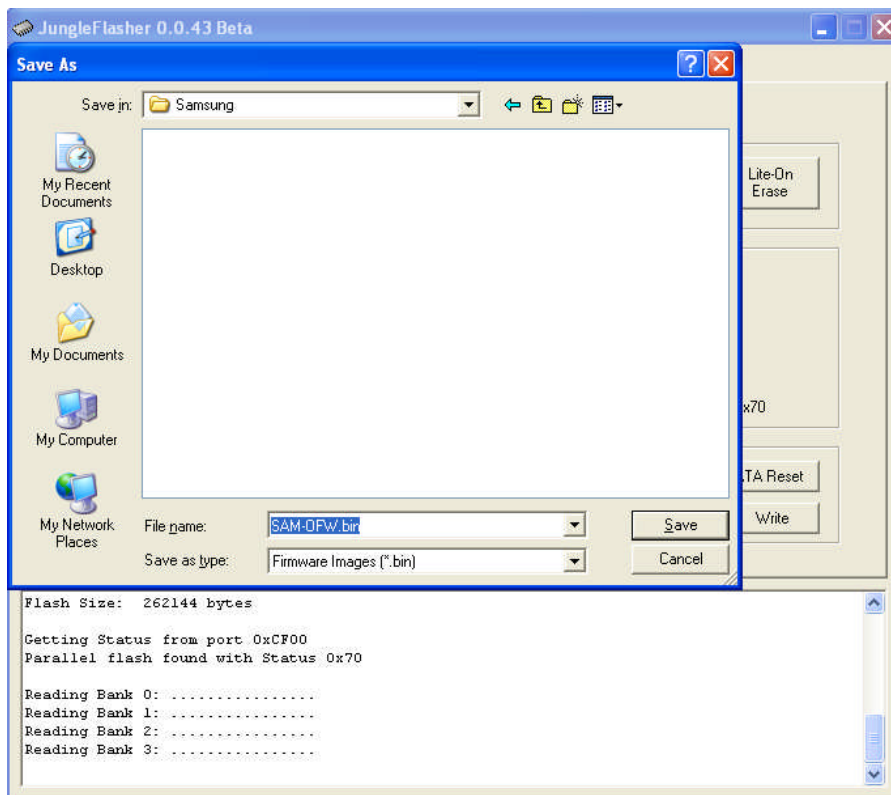 JungleFlasher 0.0.43 Beta
Save As
Save in: Samsung
My Recent
Documents
Desktop
My Documents
My Computer
My Network
Places
File name: SAM-OFW.bin Save
Save as type: Firmware Images (*.bin) Cancel
Lite-On
Erase
x70
TA Reset
Write
Flash Size: 262144 bytes
Getting Status from port 0xCF00
Parallel flash found with Status 0x70
Reading Bank 0: ................
Reading Bank 1: ................
Reading Bank 2: ................
Reading Bank 3: ................